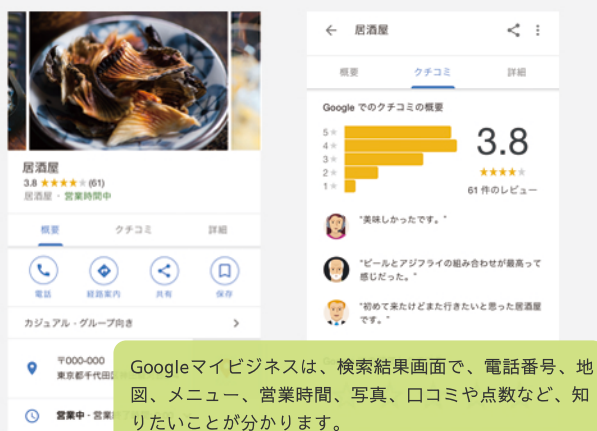 居酒屋
3.8 ★★★★★ (61)
居酒屋・営業時間中
概要 クチコミ 詳細
電話 経路案内 共有 保存
カジュアル・グループ向き
〒000-000
東京都千代田区
営業中・営業
居酒屋
概要 クチコミ 詳細
Google でのクチコミの概要
5★
4★
3★
2★
1★
3.8
★★★★★
61 件のレビュー
"美味しかったです。"
"ビールとアジフライの組み合わせが最高って
感じだった。"
"初めて来たけどまた行きたいと思った居酒屋
です。"
Googleマイビジネスは、検索結果画面で、電話番号、地
図、メニュー、営業時間、写真、口コミや点数など、知
りたいことが分かります。